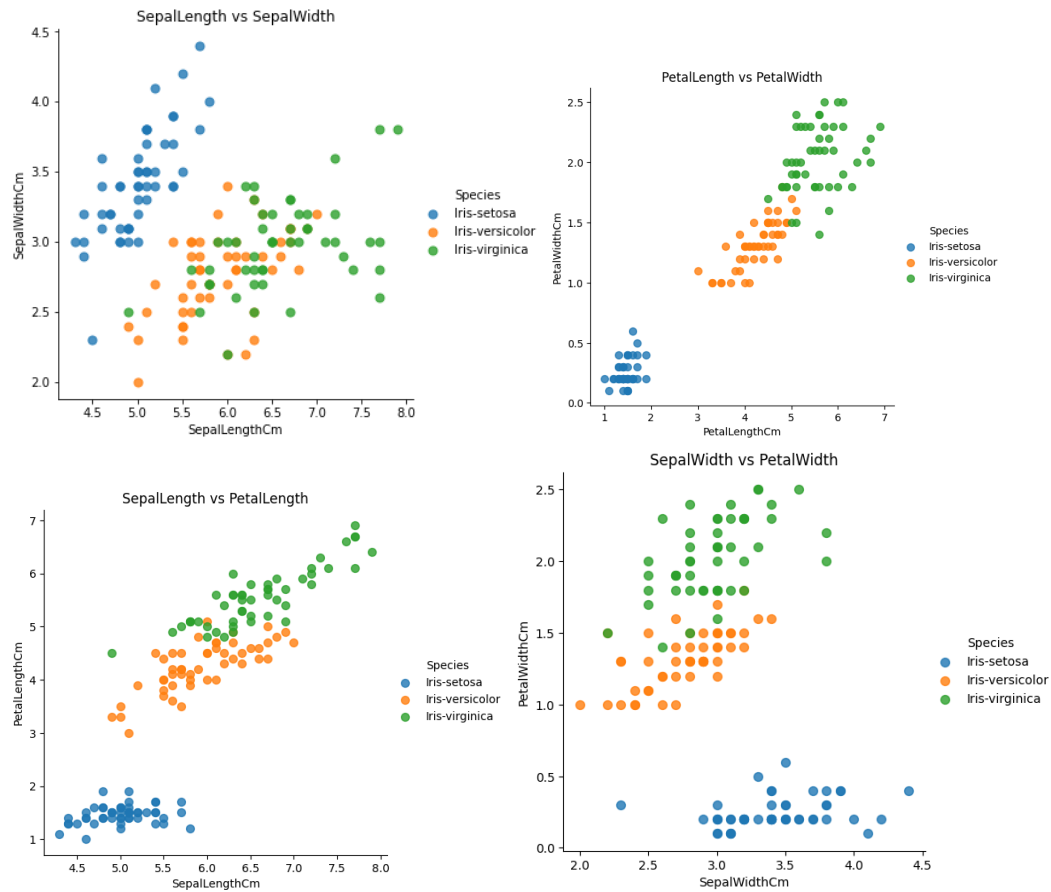 SepalLength vs SepalWidth
4.5
4.0
3.5
3.0
2.5
2.0
SepalWidthCm
Species
Iris-setosa
Iris-versicolor
Iris-virginica
4.5 5.0 5.5 6.0 6.5 7.0 7.5 8.0
SepalLengthCm
PetalLength vs PetalWidth
2.5
2.0
1.5
1.0
0.5
0.0
PetalWidthCm
Species
Iris-setosa
Iris-versicolor
Iris-virginica
1 2 3 4 5 6 7
PetalLengthCm
SepalLength vs PetalLength
7
6
5
4
3
2
1
PetalLengthCm
Species
Iris-setosa
Iris-versicolor
Iris-virginica
4.5 5.0 5.5 6.0 6.5 7.0 7.5 8.0
SepalLengthCm
SepalWidth vs PetalWidth
2.5
2.0
1.5
1.0
0.5
0.0
PetalWidthCm
Species
Iris-setosa
Iris-versicolor
Iris-virginica
2.0 2.5 3.0 3.5 4.0 4.5
SepalWidthCm